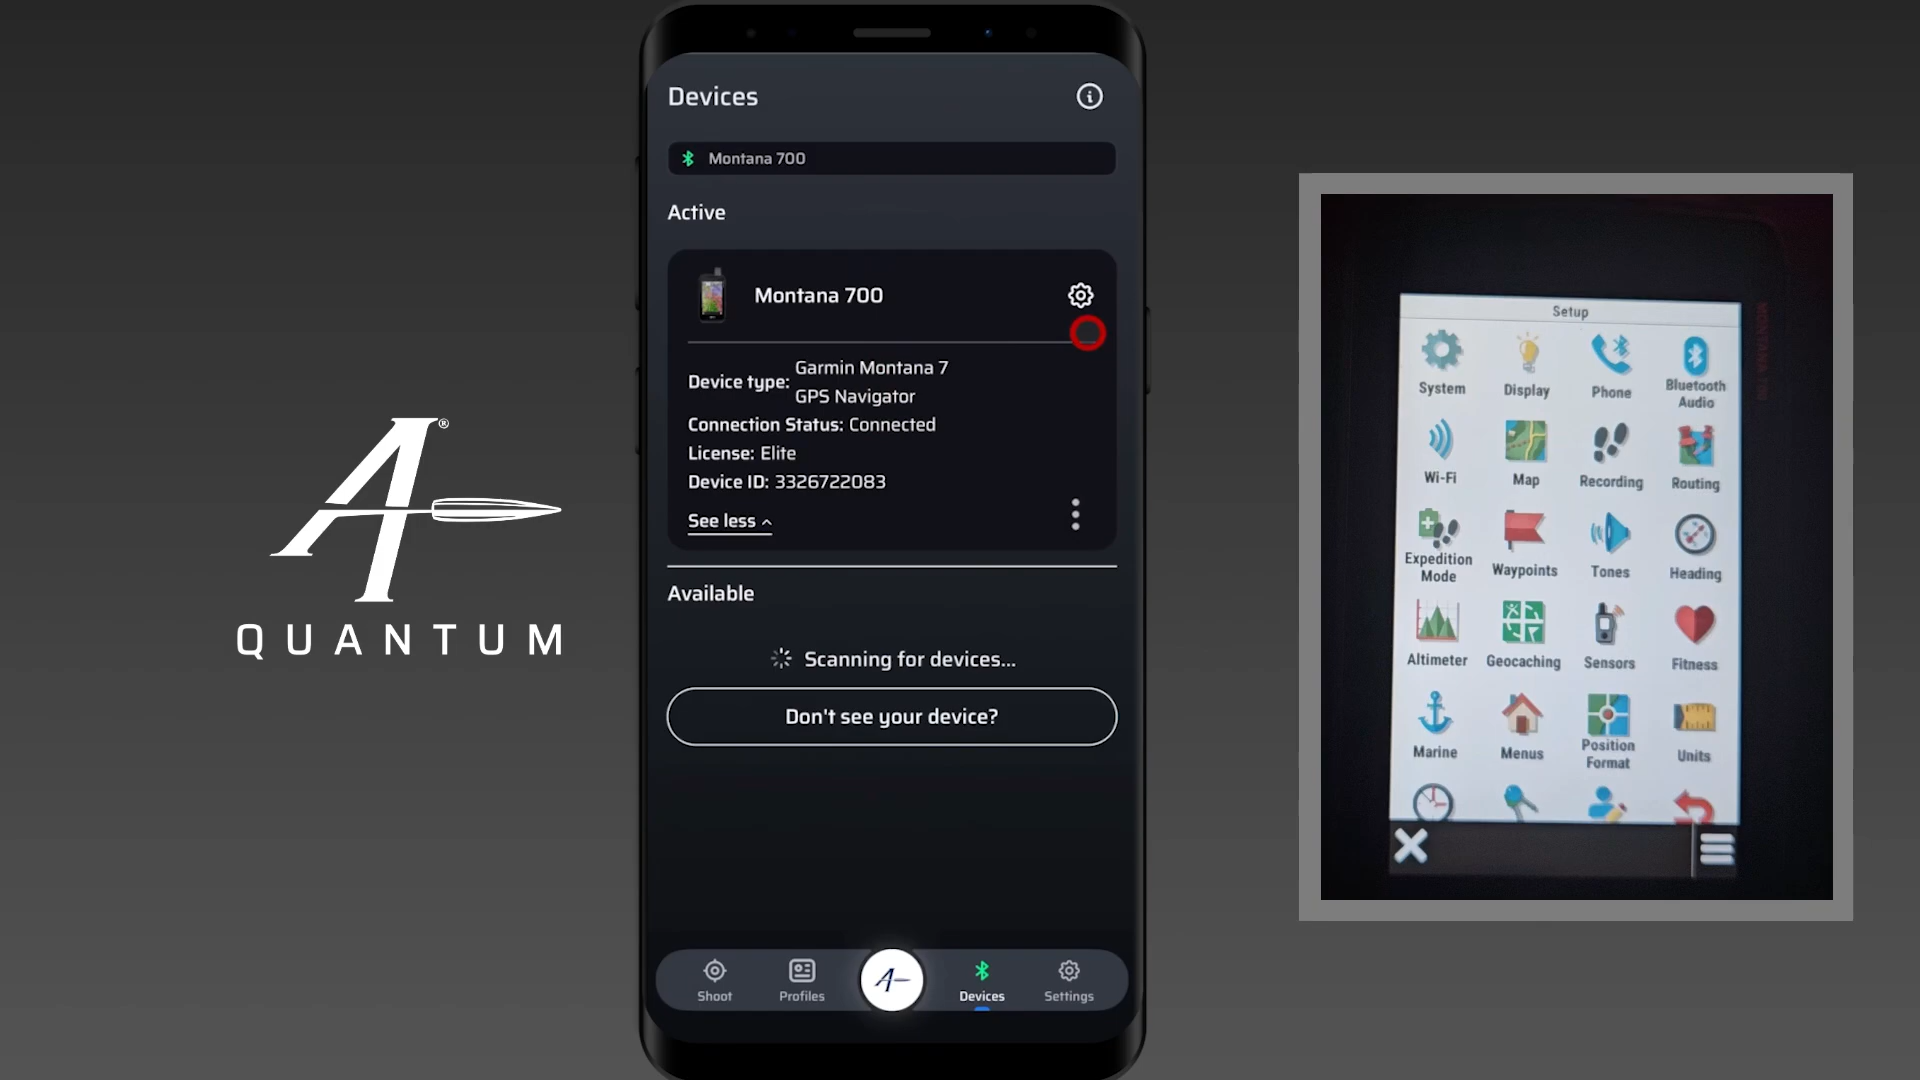 Devices
Montana 700
Active
Montana 700
Device type: Garmin Montana 7
GPS Navigator
Connection Status: Connected
License: Elite
Device ID: 3326722083
See less
Available
Scanning for devices...
Don't see your device?
Shoot
Profiles
A
Devices
Settings
A®
QUANTUM
Setup
System
Display
Phone
Bluetooth
Audio
Wi-Fi
Map
Recording
Routing
Expedition
Mode
Waypoints
Tones
Heading
Altimeter
Geocaching
Sensors
Fitness
Marine
Menus
Position
Format
Units